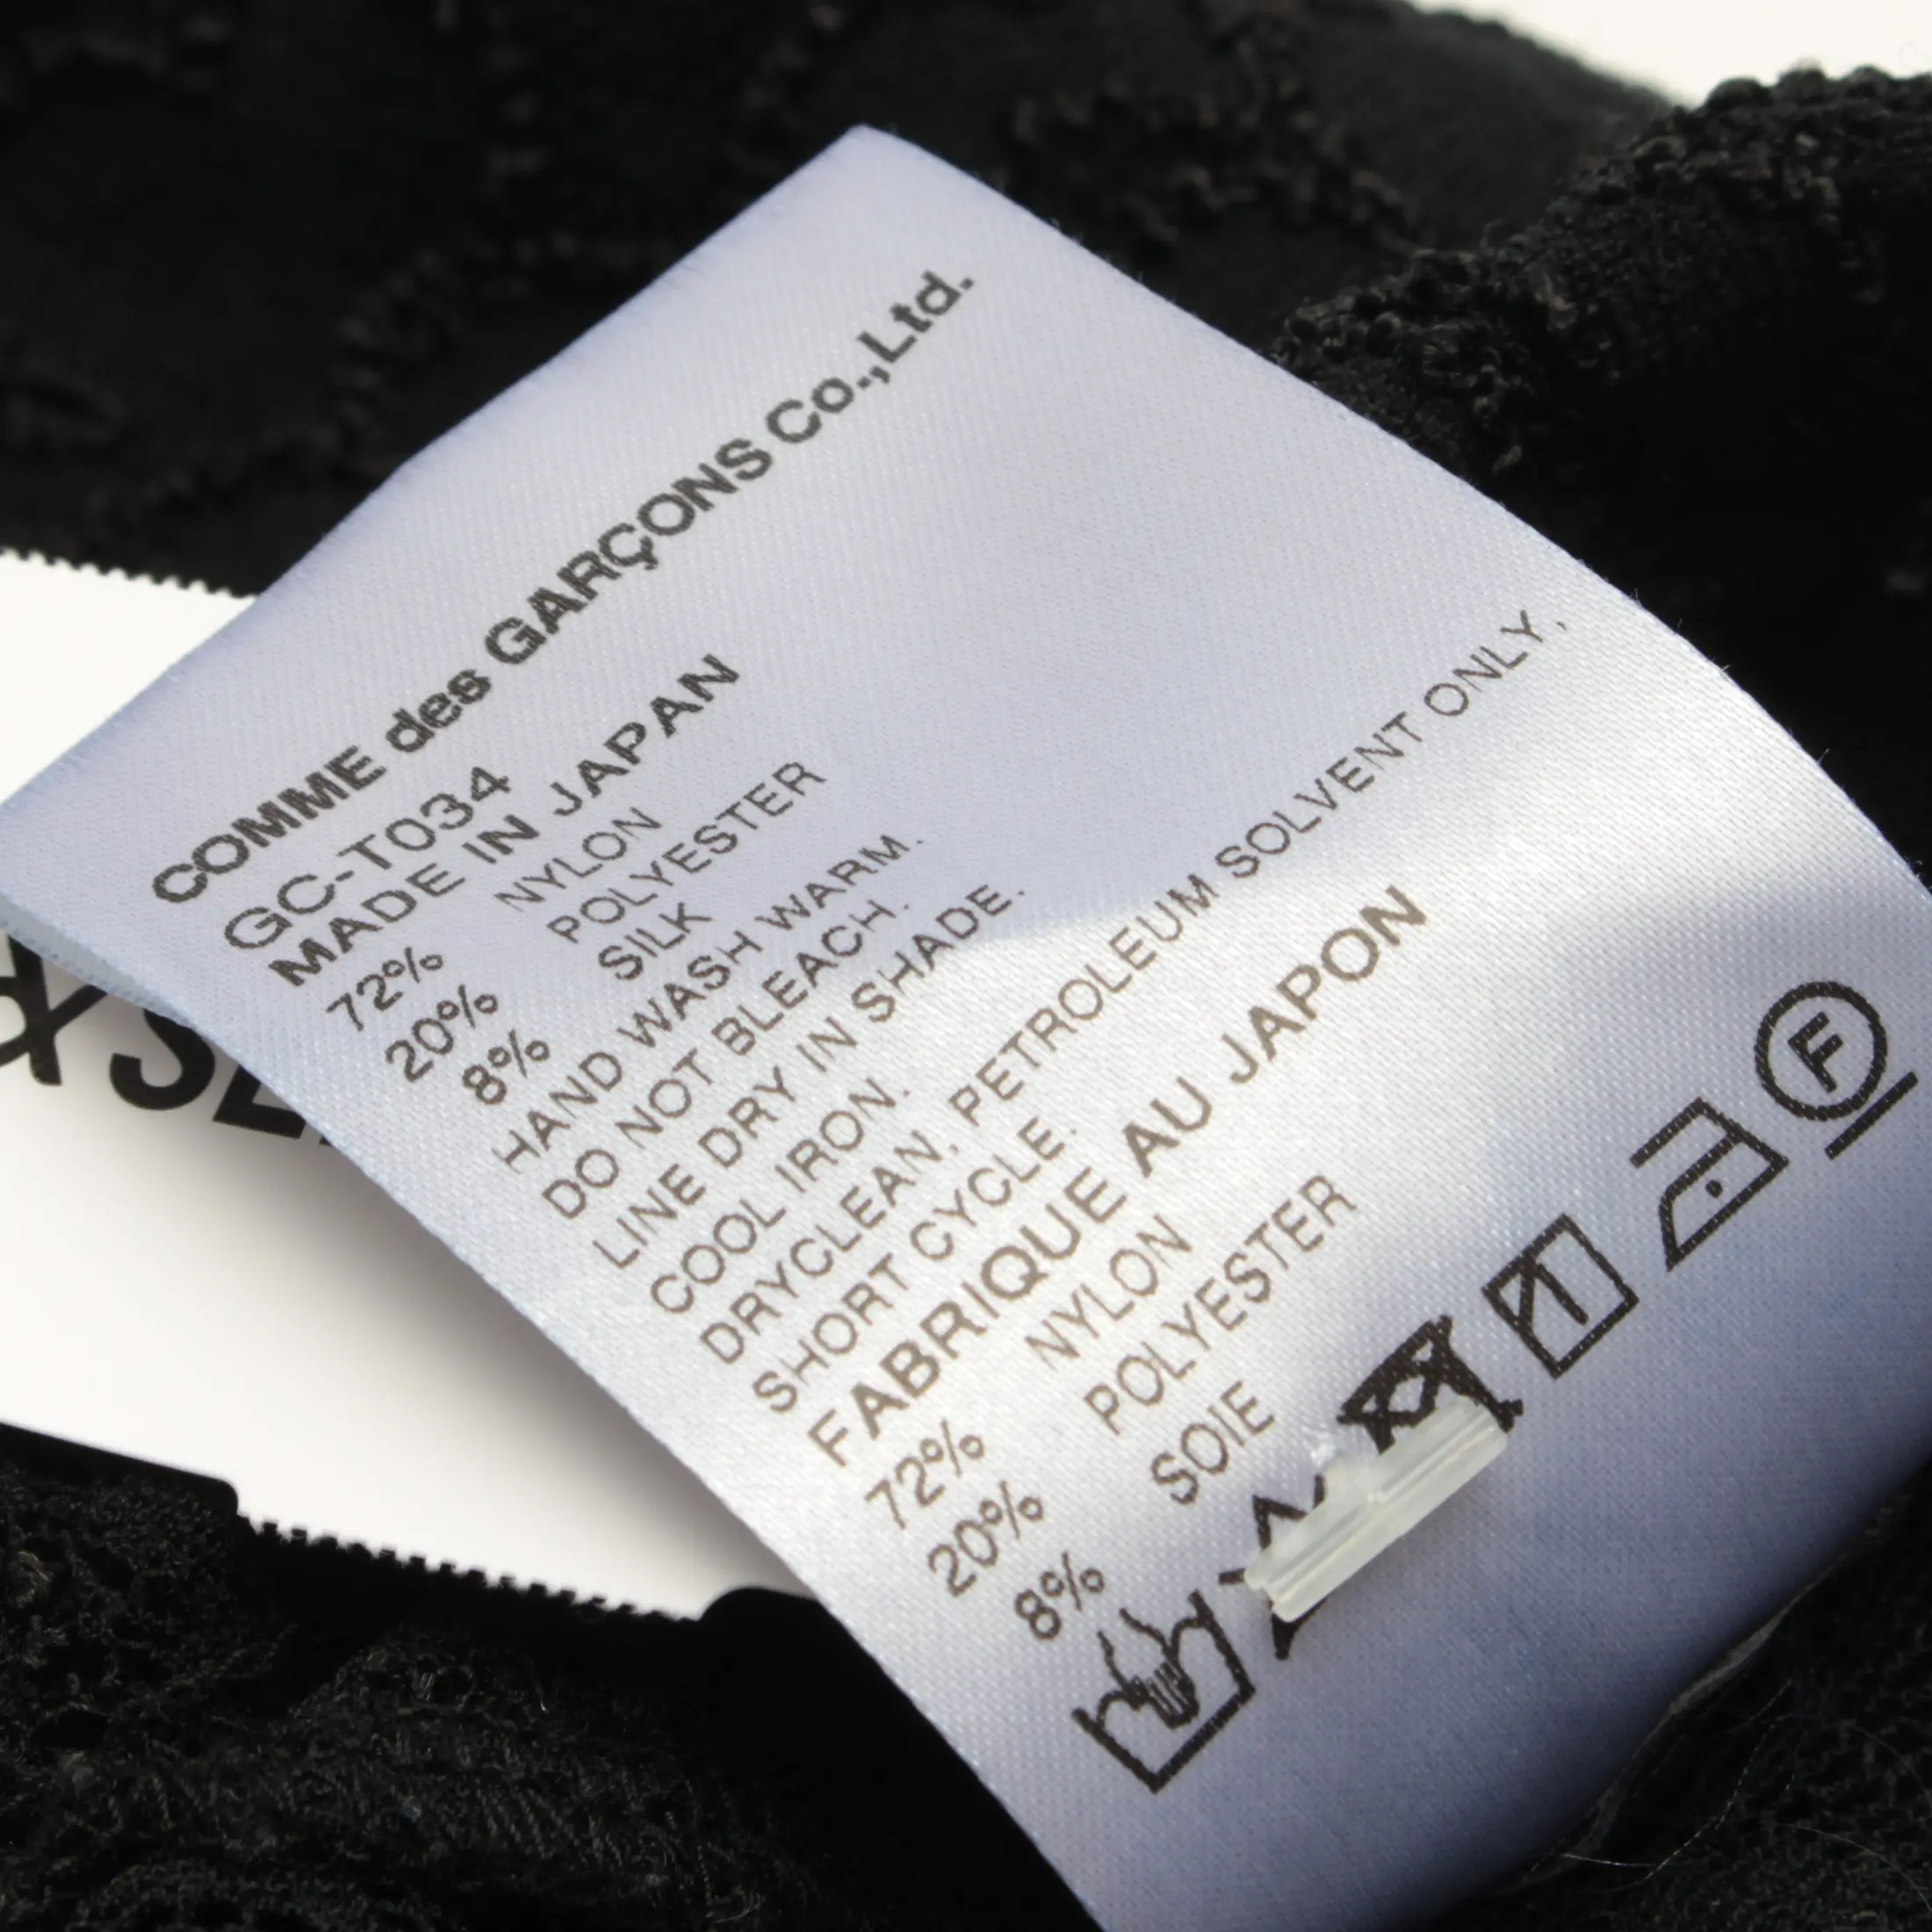 COMME des GARÇONS Co.,Ltd.
GC-T034
MADE IN JAPAN
72% NYLON
20% POLYESTER
8% SILK
HAND WASH WARM.
DO NOT BLEACH.
LINE DRY IN SHADE.
COOL IRON.
DRYCLEAN, PETROLEUM SOLVENT ONLY,
SHORT CYCLE.
FABRIQUE AU JAPON
72% NYLON
20% POLYESTER
8% SOIE
F